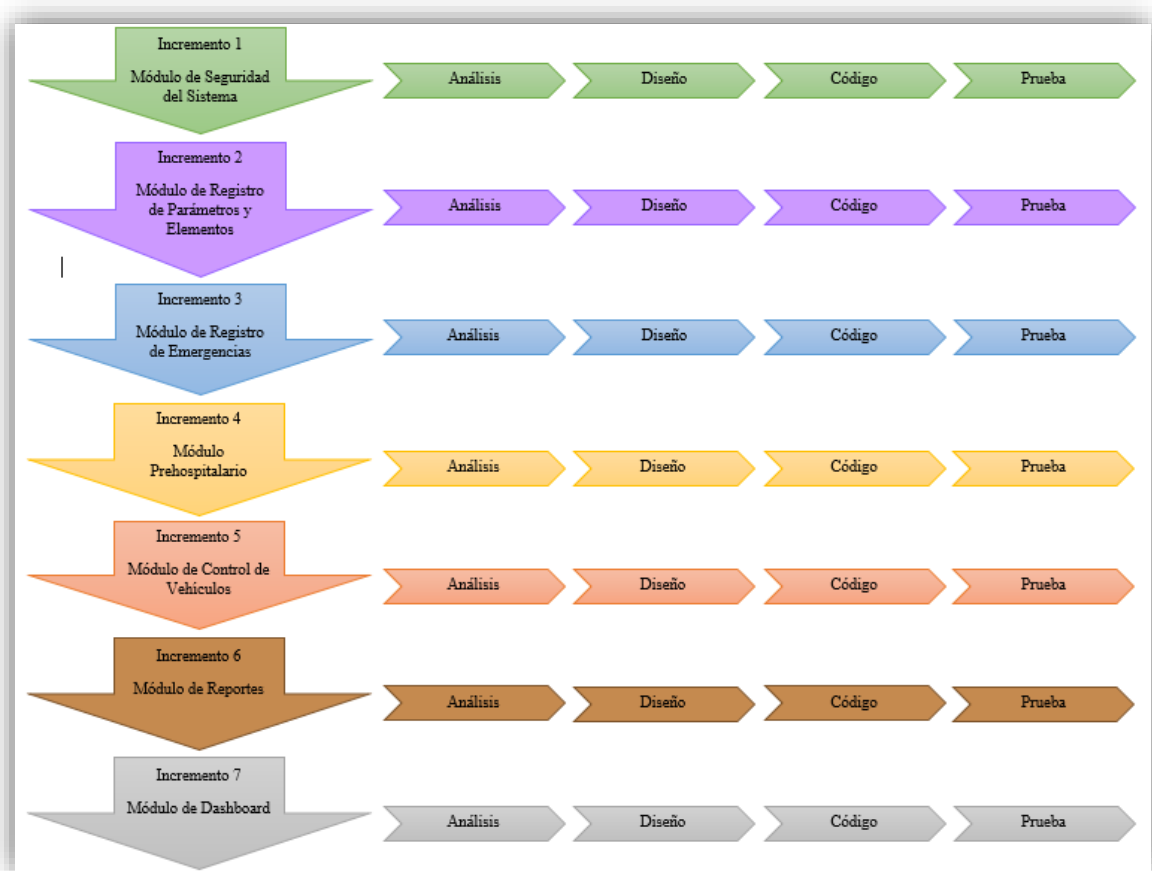 Incremento 1
Módulo de Seguridad
del Sistema
Análisis
Diseño
Código
Prueba
Incremento 2
Módulo de Registro
de Parámetros y
Elementos
Análisis
Diseño
Código
Prueba
Incremento 3
Módulo de Registro
de Emergencias
Análisis
Diseño
Código
Prueba
Incremento 4
Módulo
Prehospitalario
Análisis
Diseño
Código
Prueba
Incremento 5
Módulo de Control de
Vehículos
Análisis
Diseño
Código
Prueba
Incremento 6
Módulo de Reportes
Análisis
Diseño
Código
Prueba
Incremento 7
Módulo de Dashboard
Análisis
Diseño
Código
Prueba